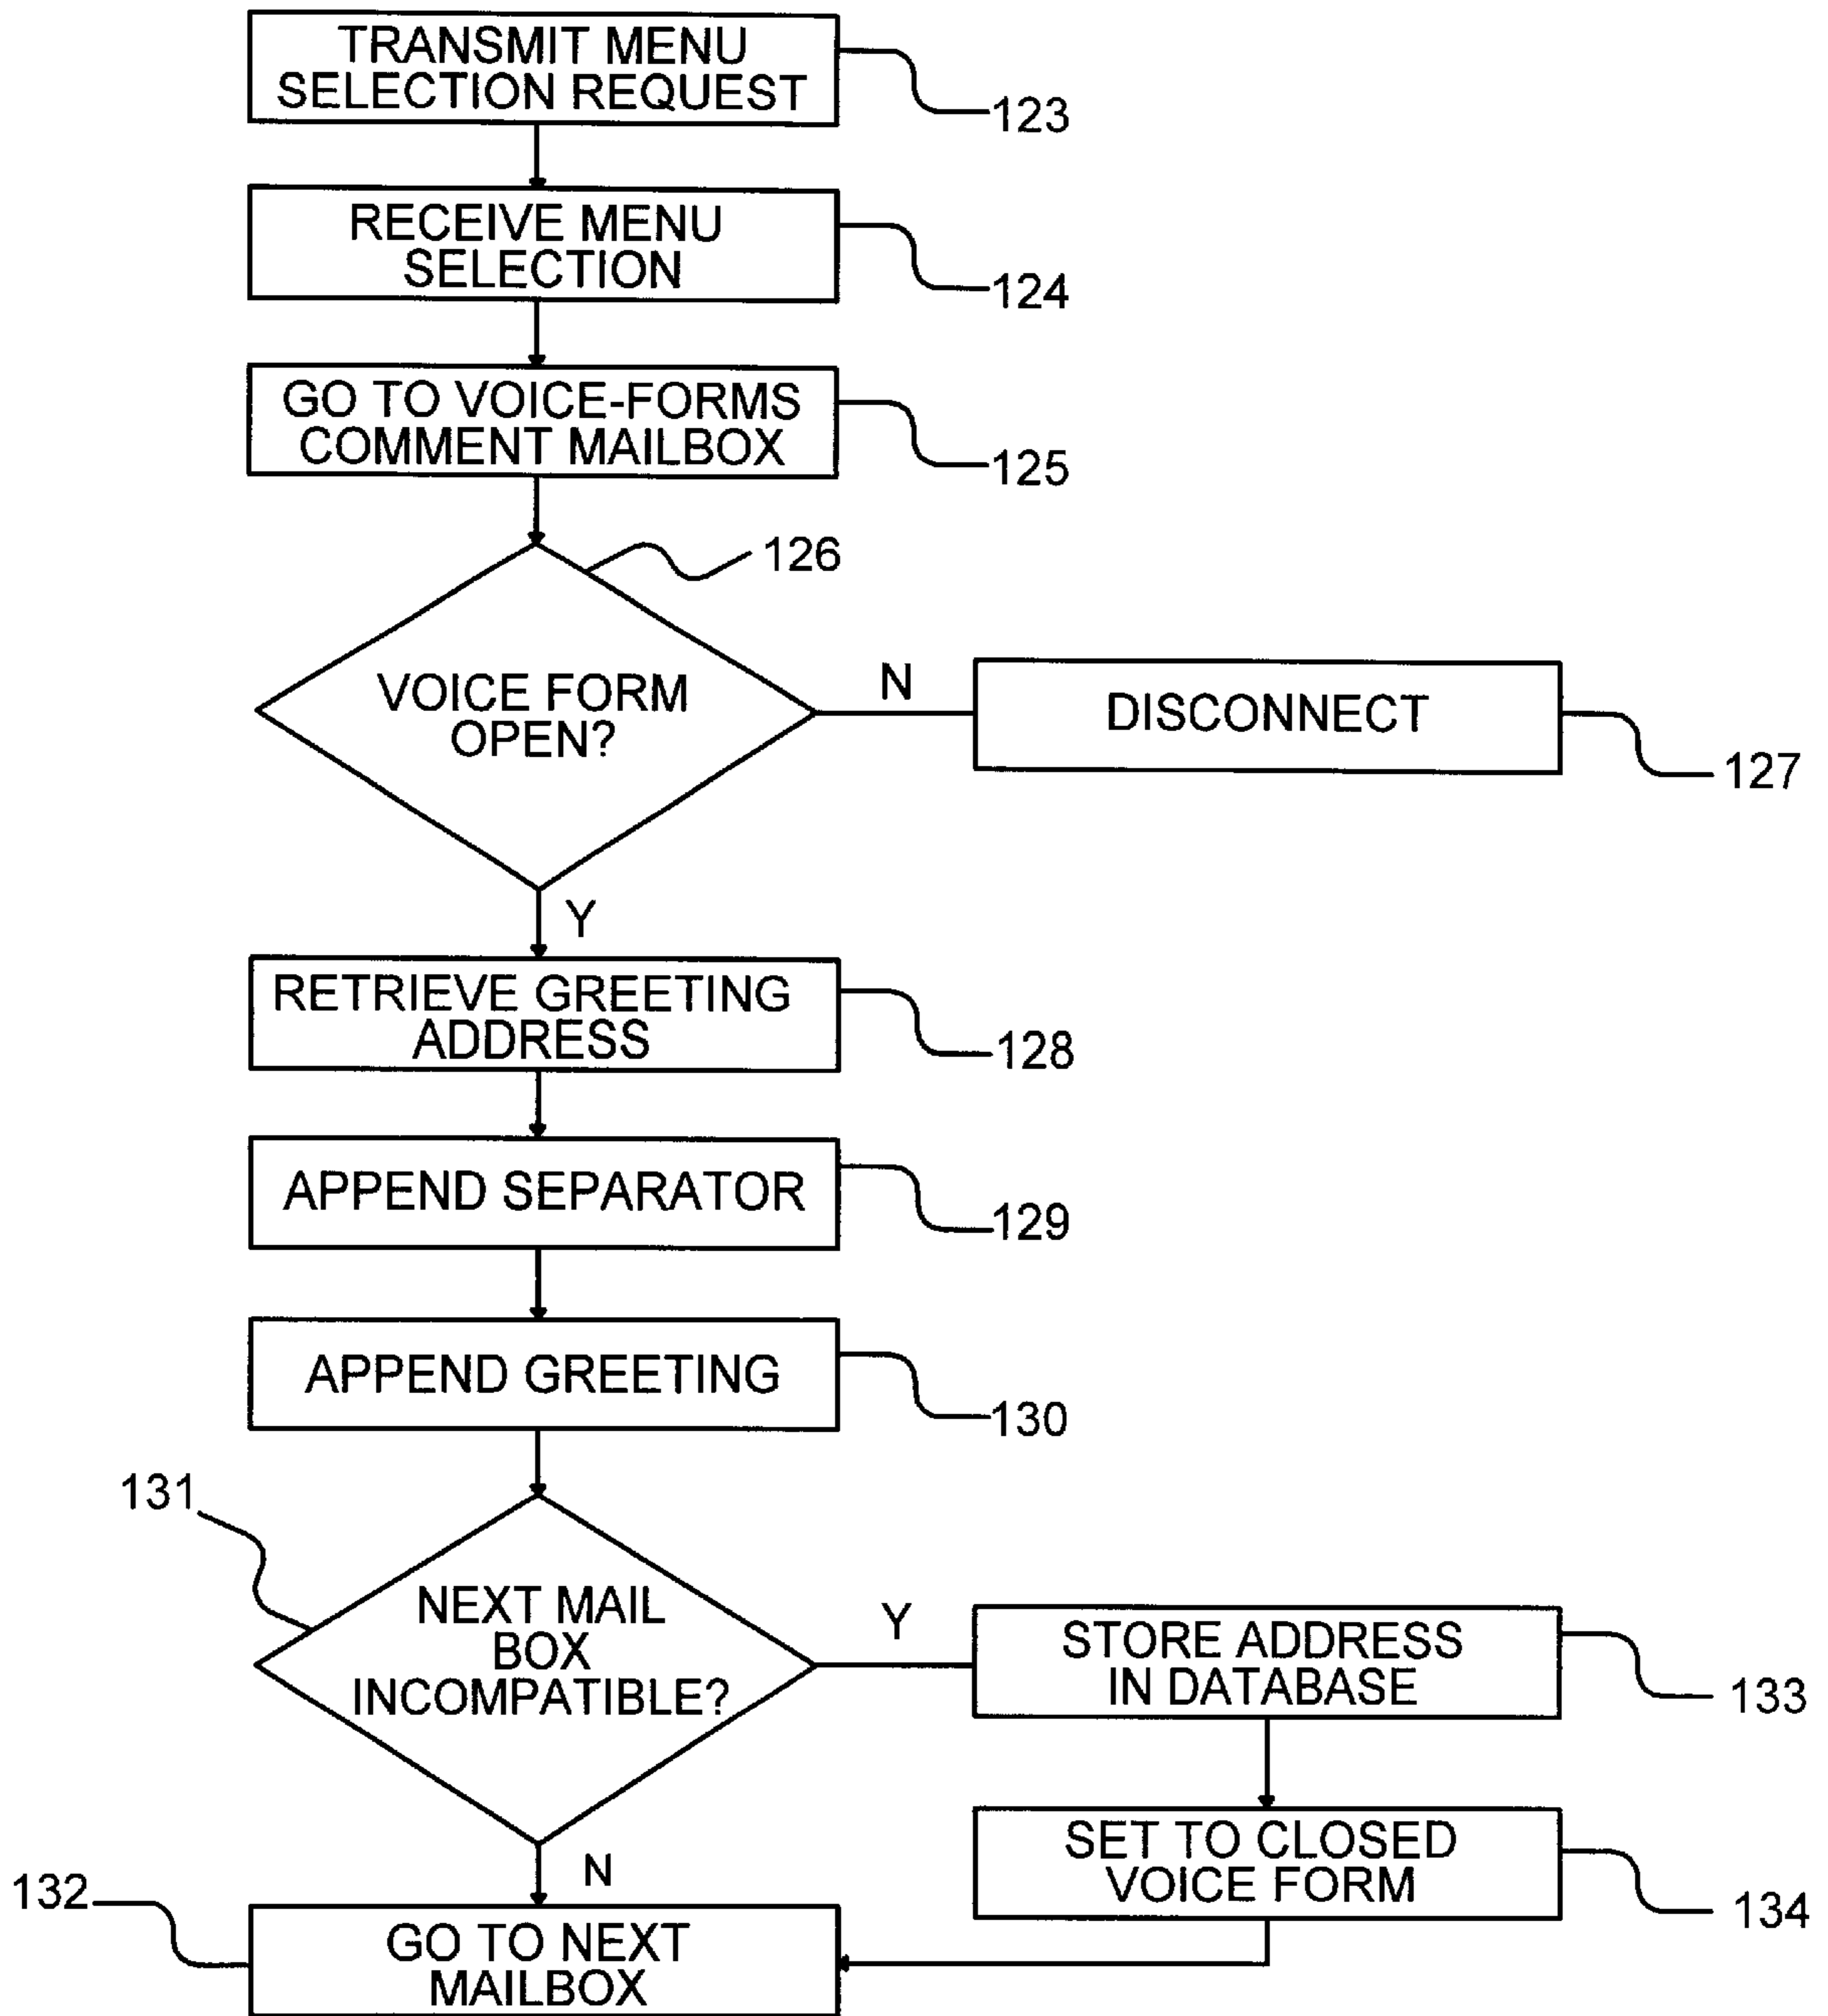 TRANSMIT MENU
SELECTION REQUEST
123
RECEIVE MENU
SELECTION
124
GO TO VOICE-FORMS
COMMENT MAILBOX
125
126
VOICE FORM
OPEN?
N
DISCONNECT
127
Y
RETRIEVE GREETING
ADDRESS
128
APPEND SEPARATOR
129
APPEND GREETING
130
131
NEXT MAIL
BOX
INCOMPATIBLE?
Y
STORE ADDRESS
IN DATABASE
133
SET TO CLOSED
VOICE FORM
134
N
132
GO TO NEXT
MAILBOX